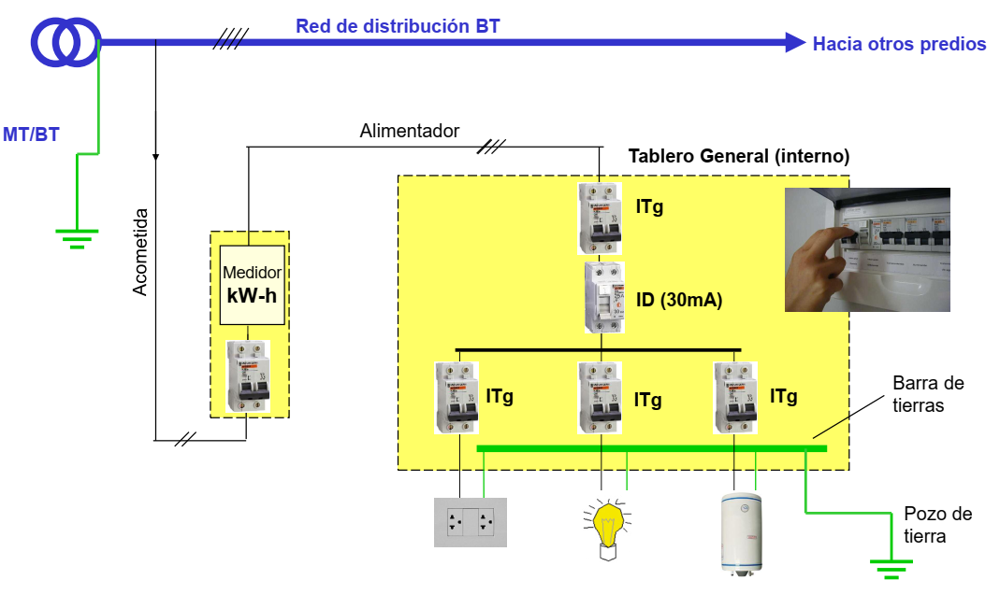 Red de distribución BT
Hacia otros predios
MT/BT
Alimentador
Tablero General (interno)
Acometida
ITg
Medidor
kW-h
ID (30mA)
ITg
ITg
ITg
Barra de
tierras
Pozo de
tierra